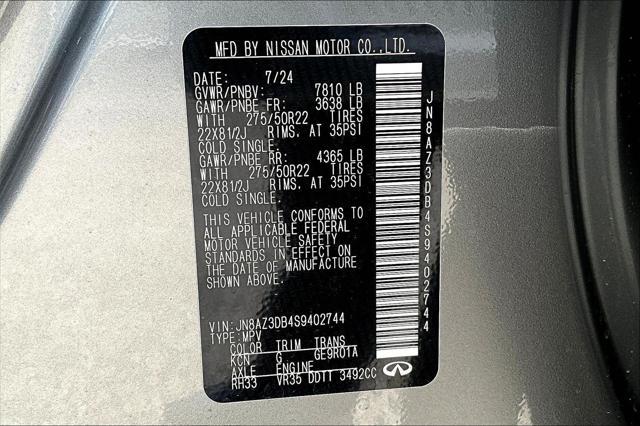 MFD BY NISSAN MOTOR CO.,LTD.
DATE: 7/24
GVWR/PNBV: 7810 LB
GAWR/PNBE FR: 3638 LB
WITH 275/50R22 TIRES
22X81/2J RIMS, AT 35PSI
COLD SINGLE.
GAWR/PNBE RR: 4365 LB
WITH 275/50R22 TIRES
22X81/2J RIMS, AT 35PSI
COLD SINGLE.
THIS VEHICLE CONFORMS TO
ALL APPLICABLE FEDERAL
MOTOR VEHICLE SAFETY
STANDARDS IN EFFECT ON
THE DATE OF MANUFACTURE
SHOWN ABOVE.
VIN:JN8AZ3DB4S9402744
TYPE:MPV
COLOR TRIM TRANS
KCN G GE9R01A
AXLE ENGINE
RH33 VR35 DDTT 3492CC
JN8AZ3DB4S9402744